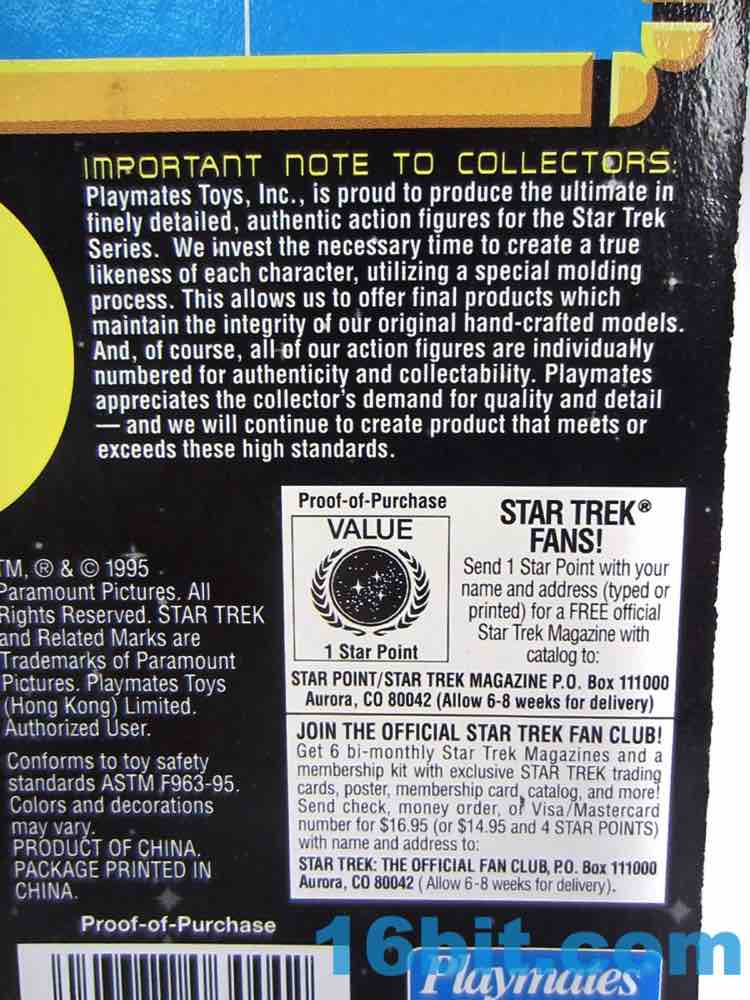 IMPORTANT NOTE TO COLLECTORS:
Playmates Toys, Inc., is proud to produce the ultimate in
finely detailed, authentic action figures for the Star Trek
Series. We invest the necessary time to create a true
likeness of each character, utilizing a special molding
process. This allows us to offer final products which
maintain the integrity of our original hand-crafted models.
And, of course, all of our action figures are individually
numbered for authenticity and collectability. Playmates
appreciates the collector's demand for quality and detail
— and we will continue to create product that meets or
exceeds these high standards.
Proof-of-Purchase
VALUE
1 Star Point
STAR TREK®
FANS!
Send 1 Star Point with your
name and address (typed or
printed) for a FREE official
Star Trek Magazine with
catalog to:
STAR POINT/STAR TREK MAGAZINE P.O. Box 111000
Aurora, CO 80042 (Allow 6-8 weeks for delivery)
JOIN THE OFFICIAL STAR TREK FAN CLUB!
Get 6 bi-monthly Star Trek Magazines and a
membership kit with exclusive STAR TREK trading
cards, poster, membership card, catalog, and more!
Send check, money order, or Visa/Mastercard
number for $16.95 (or $14.95 and 4 STAR POINTS)
with name and address to:
STAR TREK: THE OFFICIAL FAN CLUB, P.O. Box 111000
Aurora, CO 80042 (Allow 6-8 weeks for delivery).
TM, ® & © 1995
Paramount Pictures. All
Rights Reserved. STAR TREK
and Related Marks are
Trademarks of Paramount
Pictures. Playmates Toys
(Hong Kong) Limited.
Authorized User.
Conforms to toy safety
standards ASTM F963-95.
Colors and decorations
may vary.
PRODUCT OF CHINA.
PACKAGE PRINTED IN
CHINA.
Proof-of-Purchase
16bit.com
Playmates